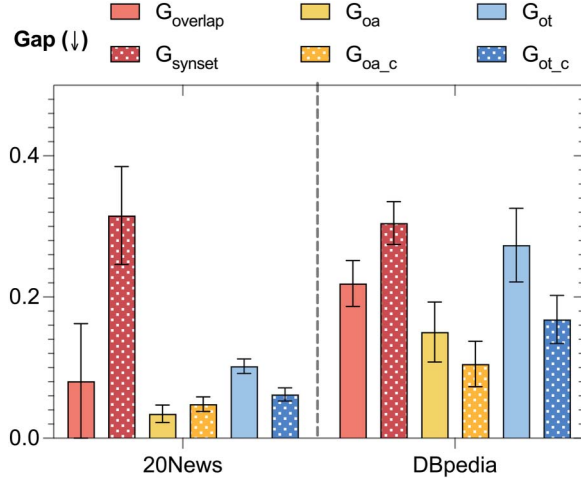 G_overlap G_oa G_ot
Gap (↓)
G_synset G_oa_c G_ot_c
0.4
0.2
0.0
20News DBpedia